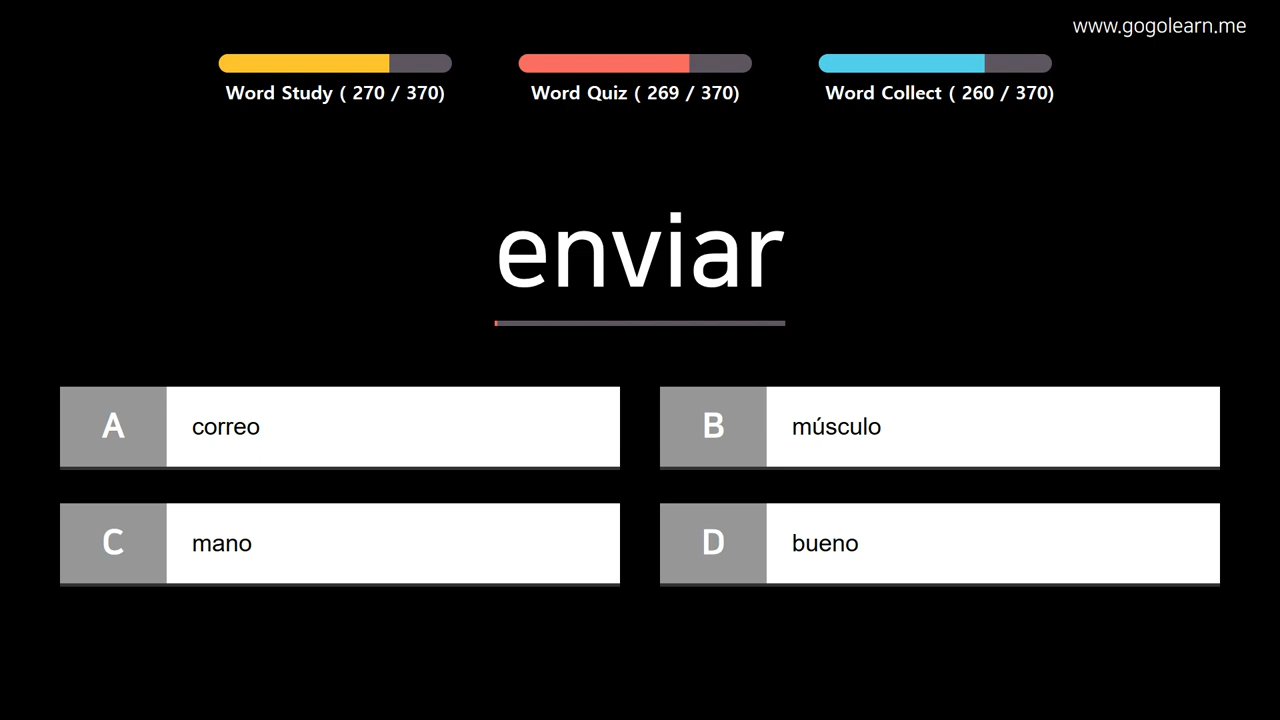 www.gogolearn.me
Word Study ( 270 / 370)
Word Quiz ( 269 / 370)
Word Collect ( 260 / 370)
enviar
A correo
B músculo
C mano
D bueno